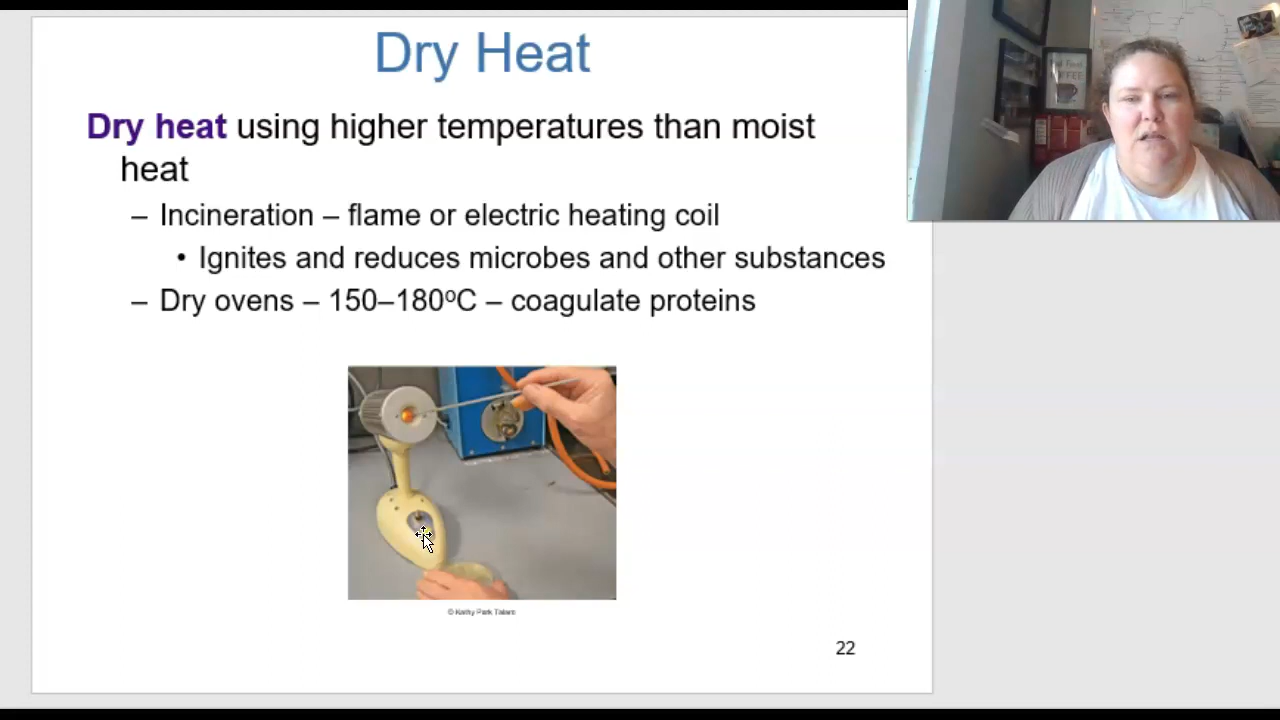 Dry Heat
Dry heat using higher temperatures than moist
heat
– Incineration – flame or electric heating coil
• Ignites and reduces microbes and other substances
– Dry ovens – 150–180ºC – coagulate proteins
© Kathy Park Talaro
22
COFFEE